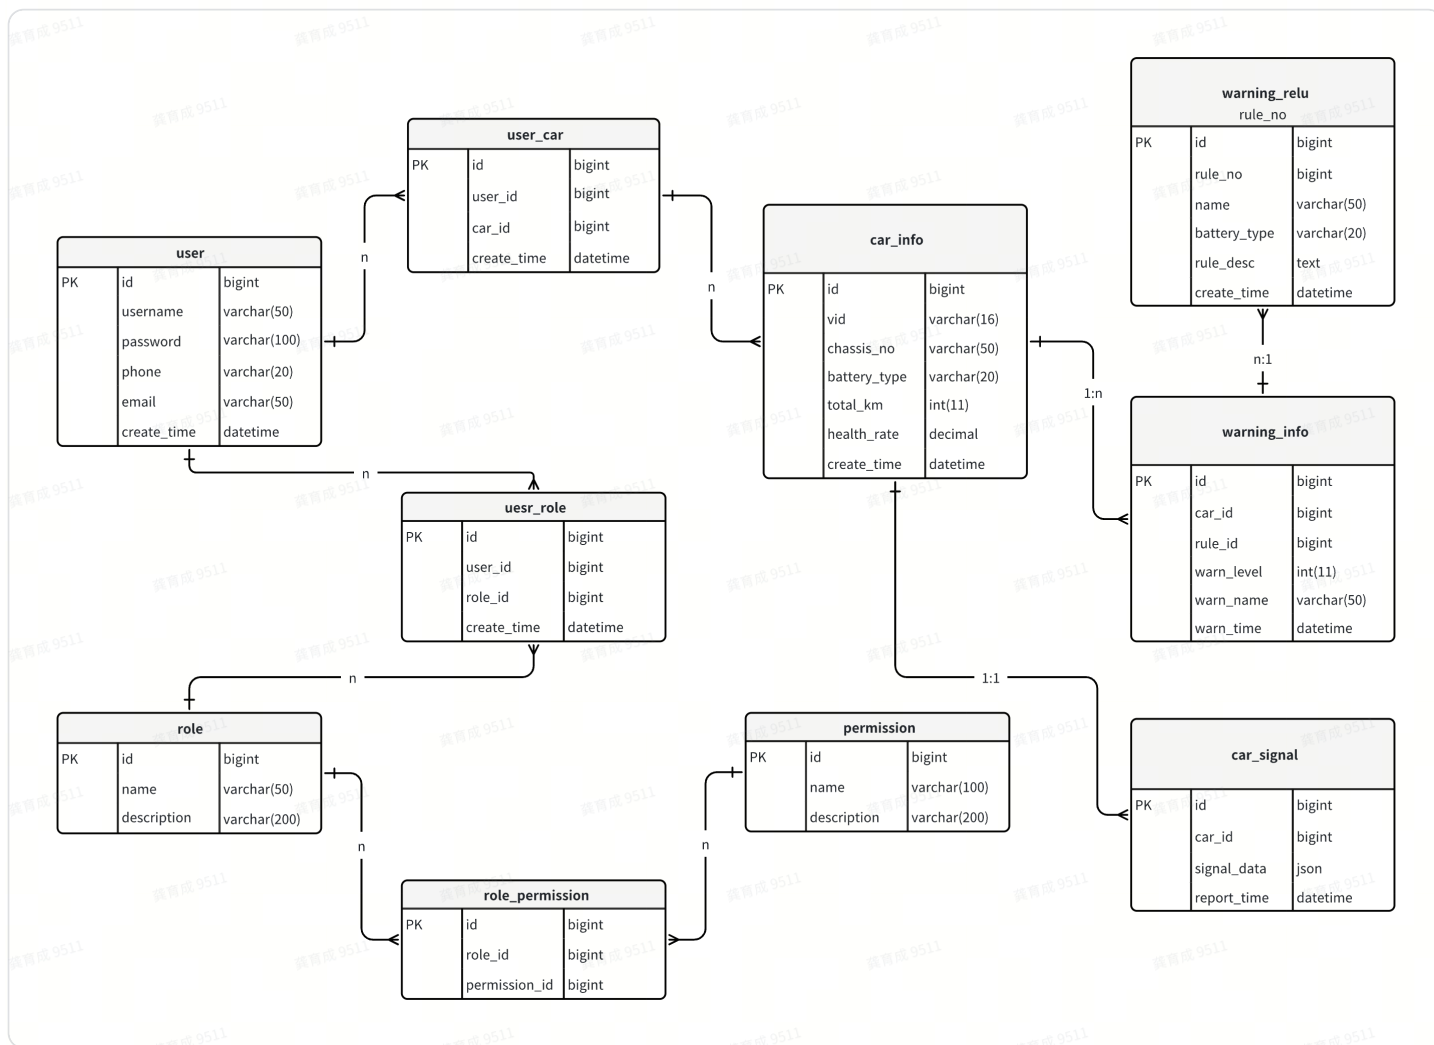 user_car
PK id bigint
user_id bigint
car_id bigint
create_time datetime
user
PK id bigint
username varchar(50)
password varchar(100)
phone varchar(20)
email varchar(50)
create_time datetime
n
n
n
uesr_role
PK id bigint
user_id bigint
role_id bigint
create_time datetime
n
role
PK id bigint
name varchar(50)
description varchar(200)
n
role_permission
PK id bigint
role_id bigint
permission_id bigint
n
permission
PK id bigint
name varchar(100)
description varchar(200)
car_info
PK id bigint
vid varchar(16)
chassis_no varchar(50)
battery_type varchar(20)
total_km int(11)
health_rate decimal
create_time datetime
1:n
1:1
warning_relu
rule_no
PK id bigint
rule_no bigint
name varchar(50)
battery_type varchar(20)
rule_desc text
create_time datetime
n:1
warning_info
PK id bigint
car_id bigint
rule_id bigint
warn_level int(11)
warn_name varchar(50)
warn_time datetime
car_signal
PK id bigint
car_id bigint
signal_data json
report_time datetime